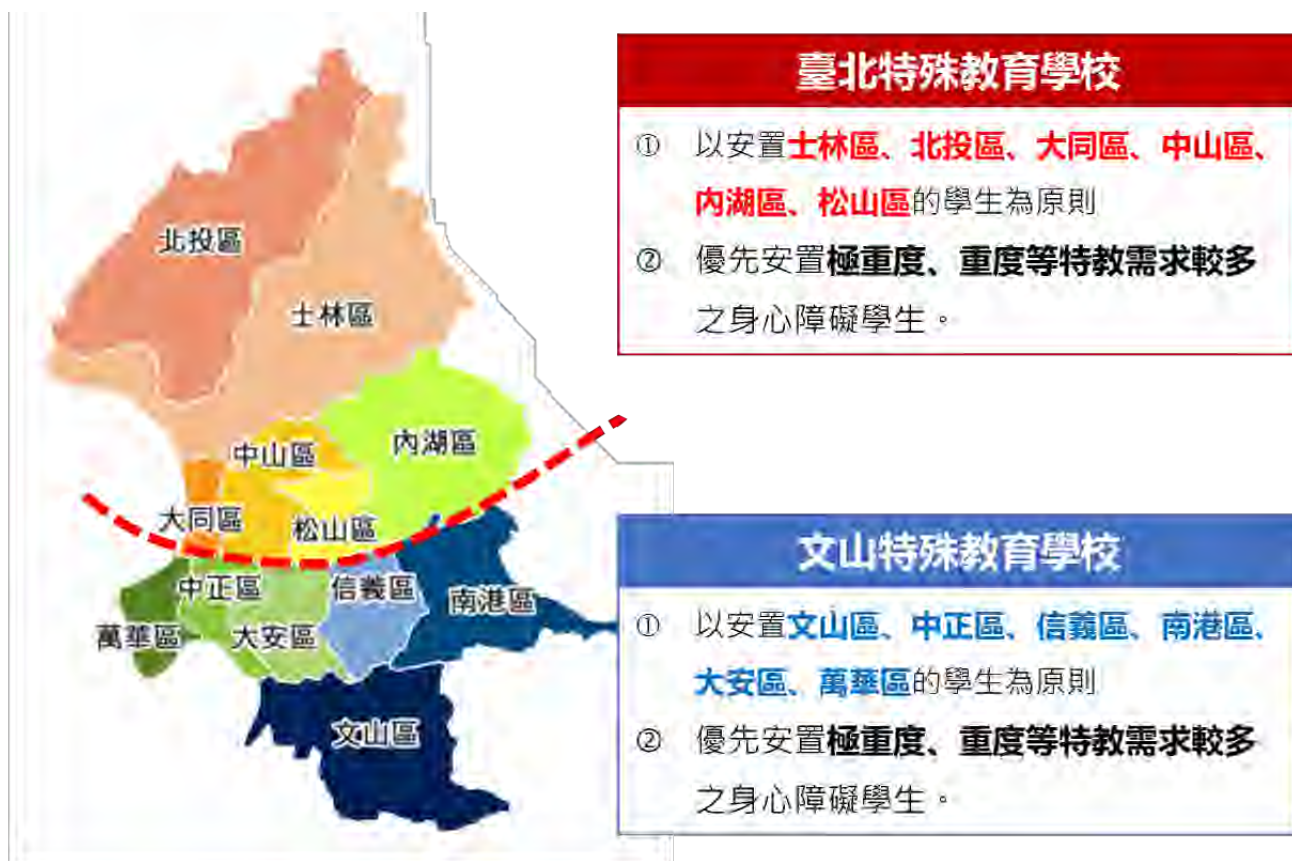 北投區
士林區
中山區
內湖區
大同區
松山區
中正區
信義區
南港區
萬華區
大安區
文山區
臺北特殊教育學校
① 以安置士林區、北投區、大同區、中山區、
內湖區、松山區的學生為原則
② 優先安置極重度、重度等特教需求較多
之身心障礙學生。
文山特殊教育學校
① 以安置文山區、中正區、信義區、南港區、
大安區、萬華區的學生為原則
② 優先安置極重度、重度等特教需求較多
之身心障礙學生。